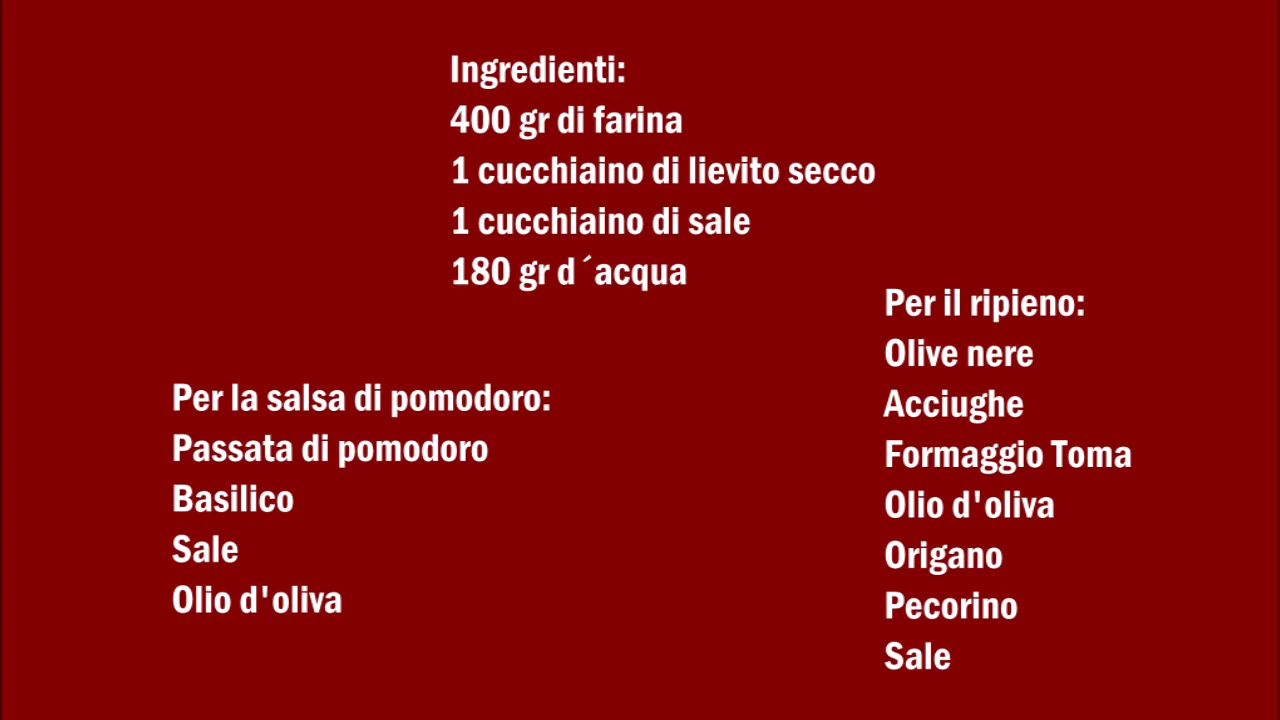 Ingredienti:
400 gr di farina
1 cucchiaino di lievito secco
1 cucchiaino di sale
180 gr d´acqua
Per la salsa di pomodoro:
Passata di pomodoro
Basilico
Sale
Olio d'oliva
Per il ripieno:
Olive nere
Acciughe
Formaggio Toma
Olio d'oliva
Origano
Pecorino
Sale